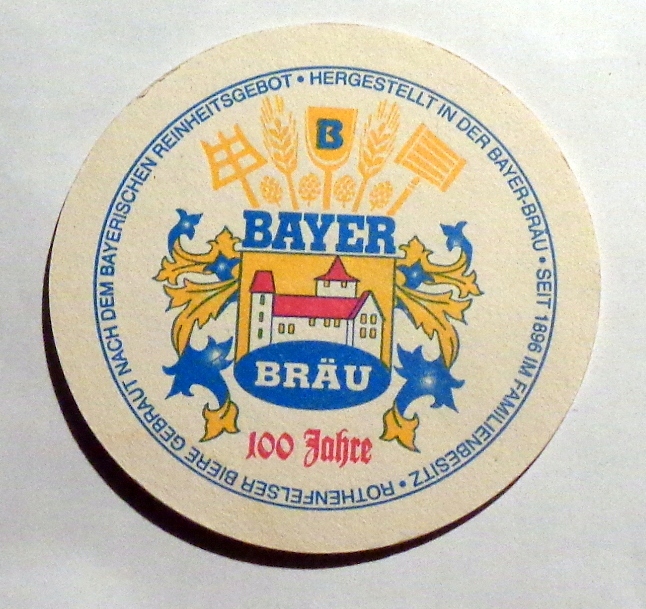 HERGESTELLT IN DER BAYER-BRÄU • SEIT 1896 IM FAMILIENBESITZ • ROTHENFELSER BIERE GEBRAUT NACH DEM BAYERISCHEN REINHEITSGEBOT •
B
BAYER
BRÄU
100 Jahre